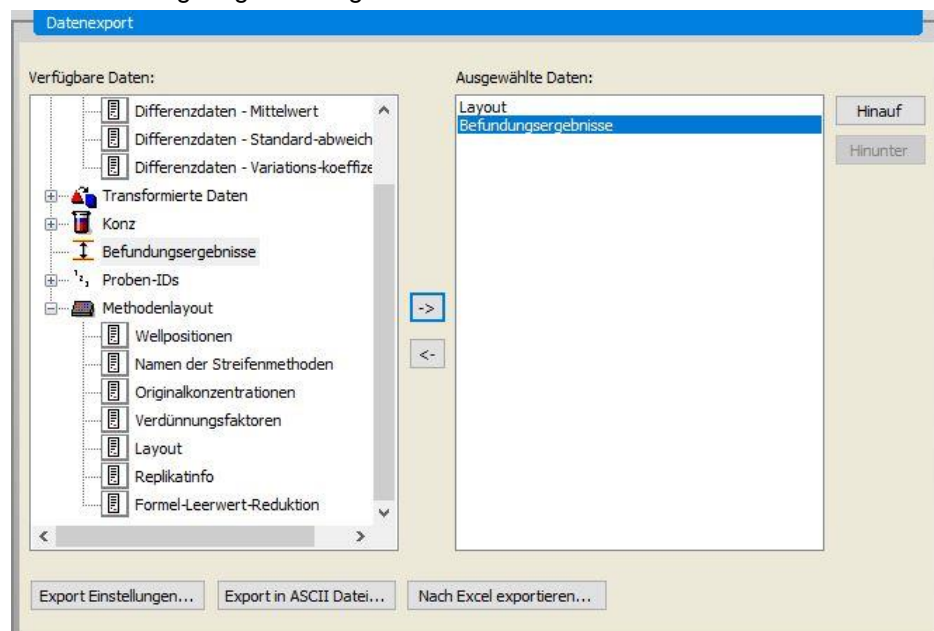 Datenexport
Verfügbare Daten:
Differenzdaten - Mittelwert
Differenzdaten - Standard-abweich
Differenzdaten - Variations-koeffize
Transformierte Daten
Konz
Befundungsergebnisse
Proben-IDs
Methodenlayout
Wellpositionen
Namen der Streifenmethoden
Originalkonzentrationen
Verdünnungsfaktoren
Layout
Replikatinfo
Formel-Leerwert-Reduktion
->
<-
Ausgewählte Daten:
Layout
Befundungsergebnisse
Hinauf
Hinunter
Export Einstellungen... Export in ASCII Datei... Nach Excel exportieren...